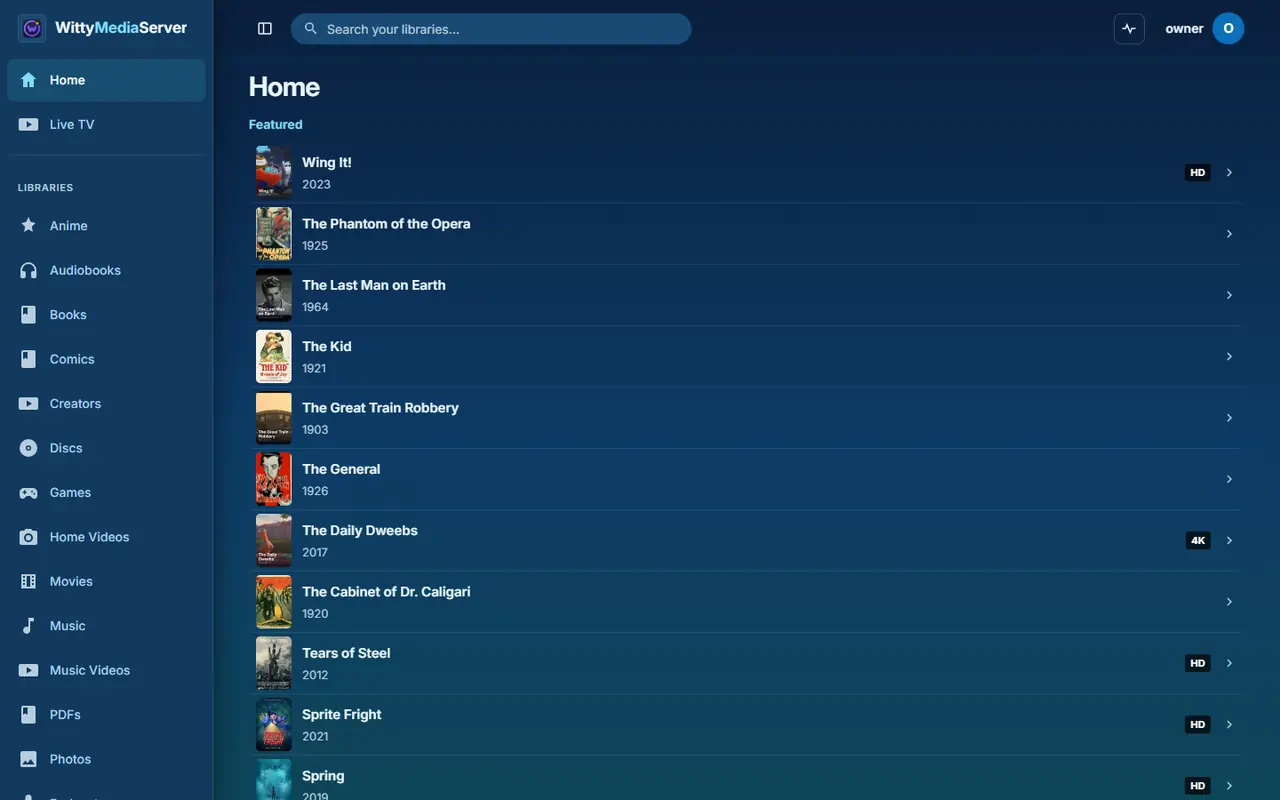 WittyMediaServer
Search your libraries...
owner
O
Home
Live TV
LIBRARIES
Anime
Audiobooks
Books
Comics
Creators
Discs
Games
Home Videos
Movies
Music
Music Videos
PDFs
Photos
Home
Featured
Wing It!
2023
HD
The Phantom of the Opera
1925
The Last Man on Earth
1964
The Kid
1921
The Great Train Robbery
1903
The General
1926
The Daily Dweebs
2017
4K
The Cabinet of Dr. Caligari
1920
Tears of Steel
2012
HD
Sprite Fright
2021
HD
Spring
2019
HD